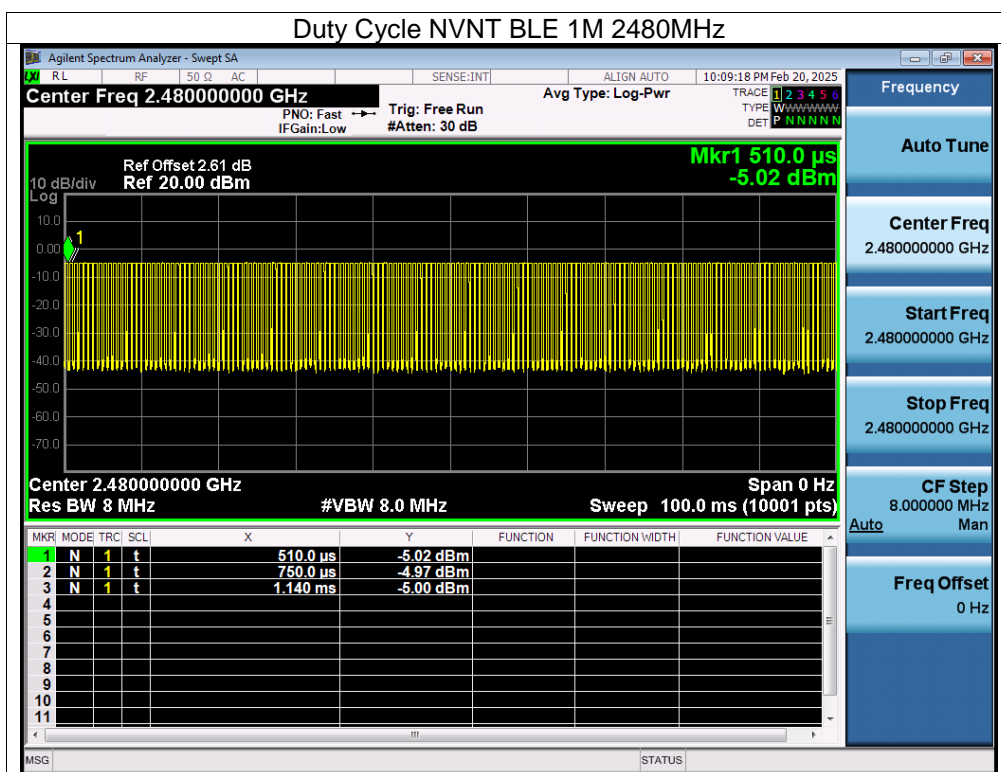 Duty Cycle NVNT BLE 1M 2480MHz
Agilent Spectrum Analyzer - Swept SA
LXI RL RF 50 Ω AC SENSE:INT ALIGN AUTO 10:09:18 PM Feb 20, 2025
Center Freq 2.480000000 GHz
PNO: Fast
IFGain:Low
Trig: Free Run
#Atten: 30 dB
Avg Type: Log-Pwr
TRACE 1 2 3 4 5 6
TYPE WWWWWWW
DET P N N N N N
Ref Offset 2.61 dB
Ref 20.00 dBm
10 dB/div
Log
Mkr1 510.0 µs
-5.02 dBm
10.0
0.00
-10.0
-20.0
-30.0
-40.0
-50.0
-60.0
-70.0
1
Center 2.480000000 GHz Span 0 Hz
Res BW 8 MHz #VBW 8.0 MHz Sweep 100.0 ms (10001 pts)
MKR MODE TRC SCL X Y FUNCTION FUNCTION WIDTH FUNCTION VALUE
1 N 1 t 510.0 µs -5.02 dBm
2 N 1 t 750.0 µs -4.97 dBm
3 N 1 t 1.140 ms -5.00 dBm
4
5
6
7
8
9
10
11
MSG STATUS
Frequency
Auto Tune
Center Freq
2.480000000 GHz
Start Freq
2.480000000 GHz
Stop Freq
2.480000000 GHz
CF Step
8.000000 MHz
Auto Man
Freq Offset
0 Hz